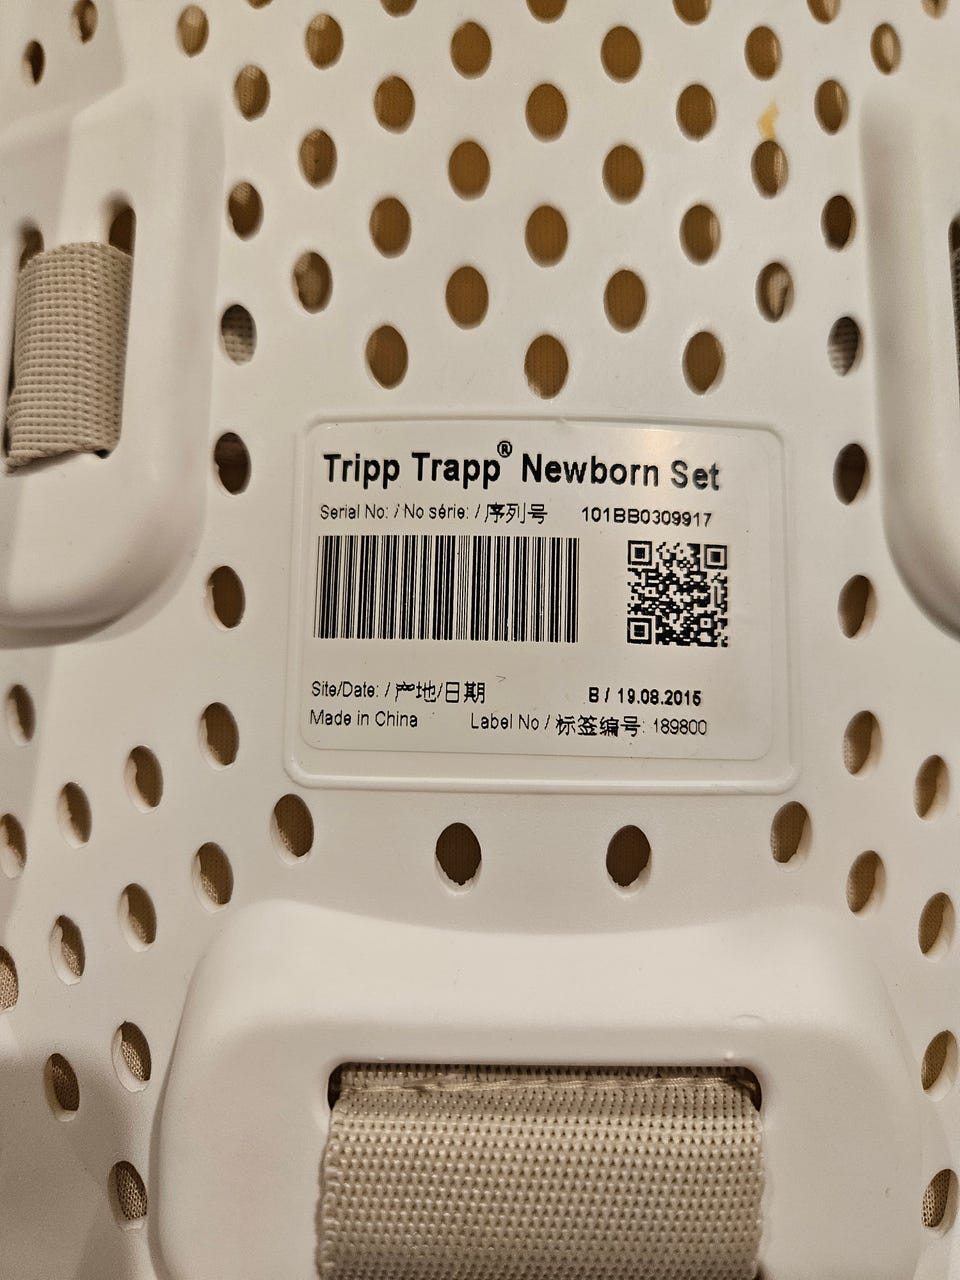 Tripp Trapp® Newborn Set
Serial No: / No série: / 序列号 101BB0309917
Site/Date: / 产地/日期 B / 19.08.2015
Made in China Label No / 标签编号: 189800